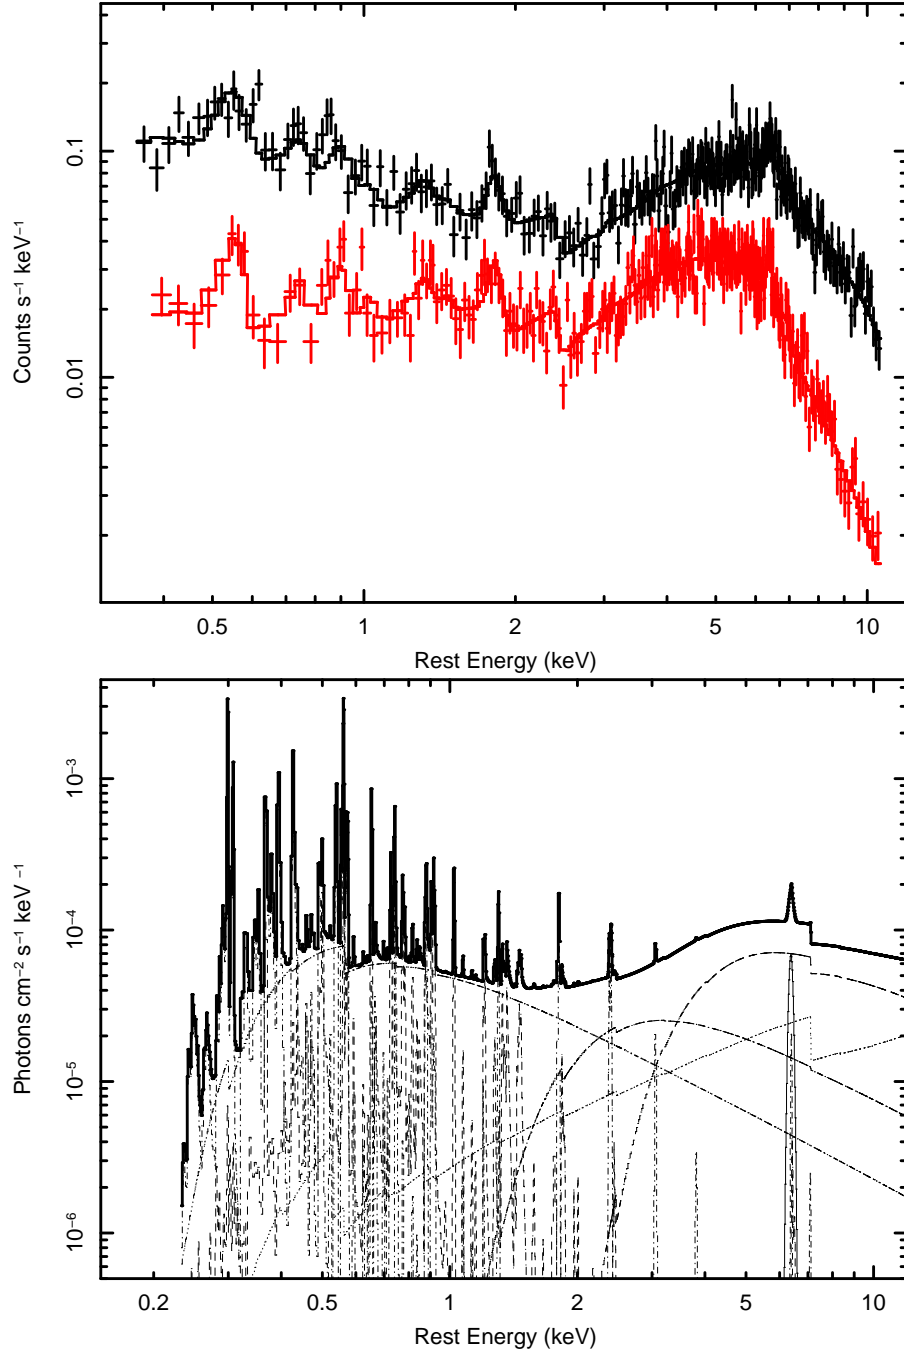 0.1
0.01
Counts s⁻¹ keV⁻¹
0.5 1 2 5 10
Rest Energy (keV)
10⁻³
10⁻⁴
10⁻⁵
10⁻⁶
Photons cm⁻² s⁻¹ keV⁻¹
0.2 0.5 1 2 5 10
Rest Energy (keV)